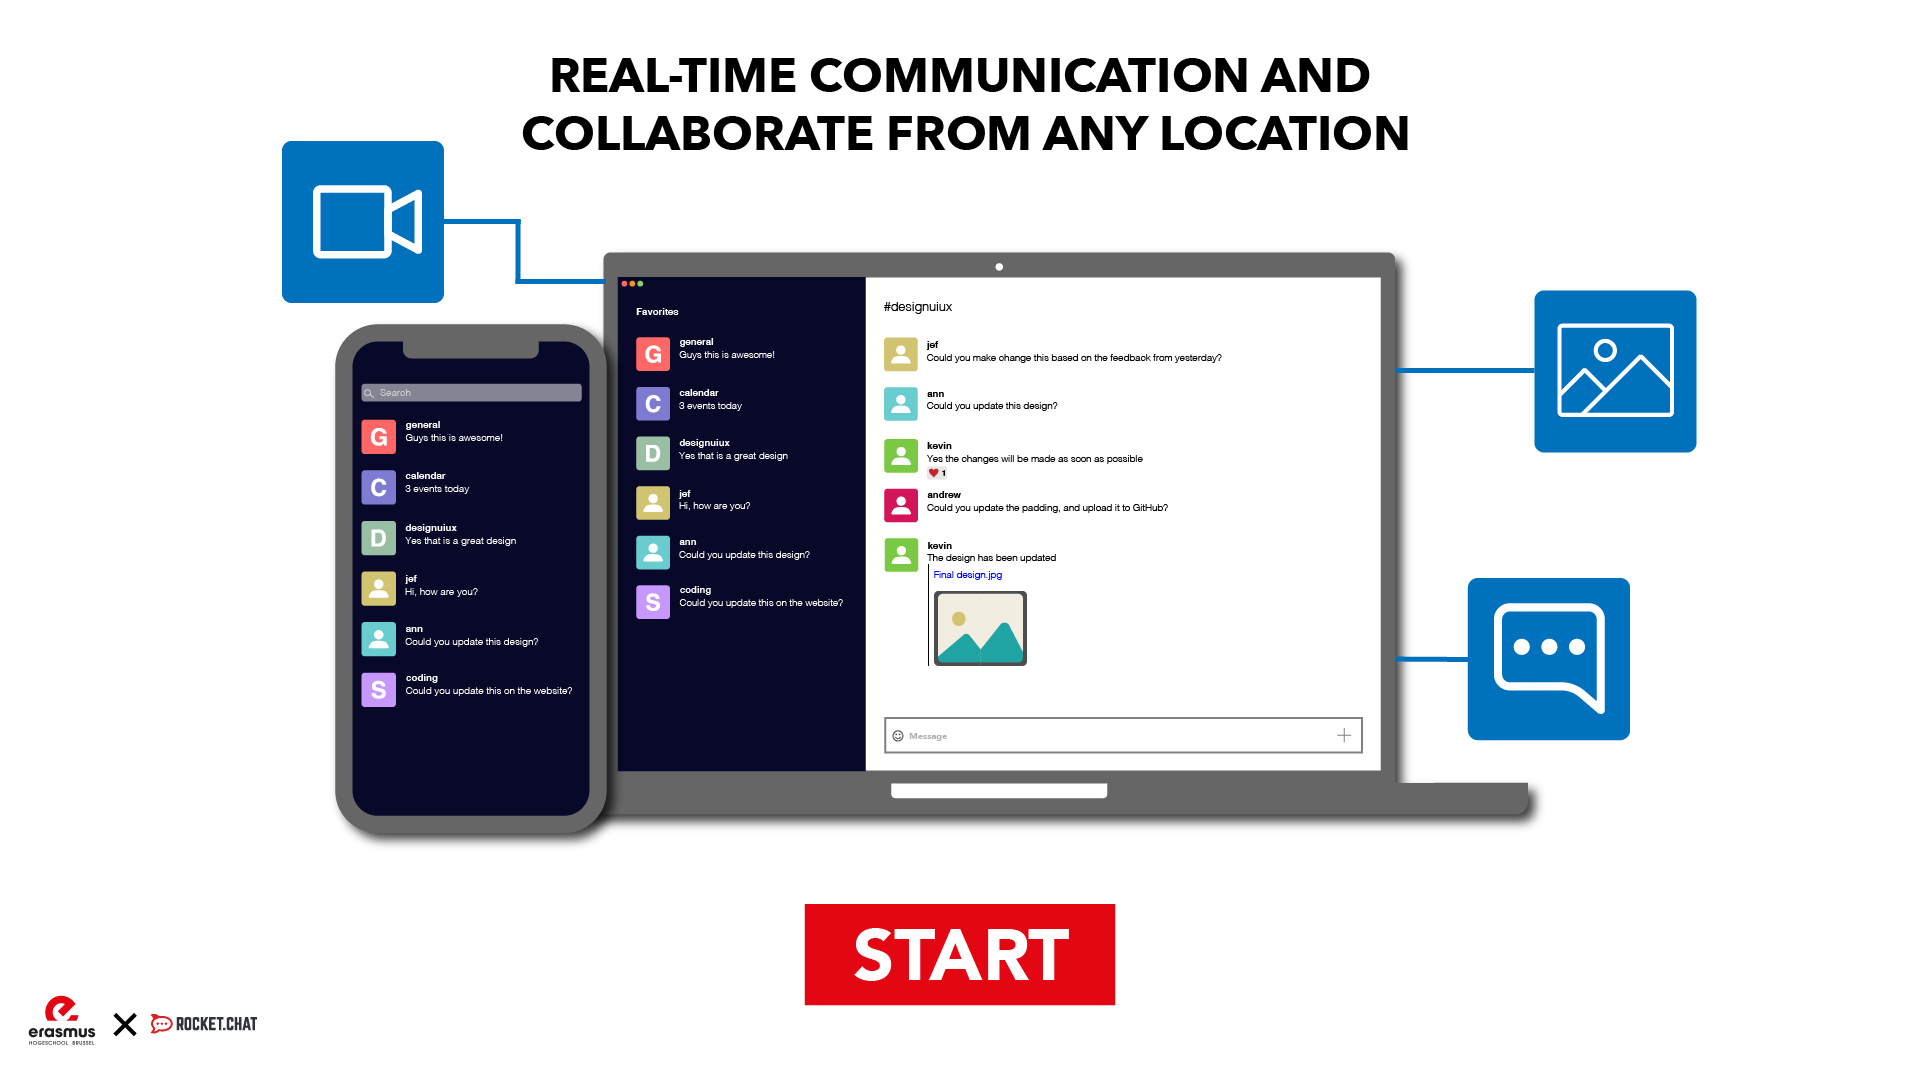 REAL-TIME COMMUNICATION AND
COLLABORATE FROM ANY LOCATION
Search
G
general
Guys this is awesome!
C
calendar
3 events today
D
designuiux
Yes that is a great design
jef
Hi, how are you?
ann
Could you update this design?
S
coding
Could you update this on the website?
Favorites
G
general
Guys this is awesome!
C
calendar
3 events today
D
designuiux
Yes that is a great design
jef
Hi, how are you?
ann
Could you update this design?
S
coding
Could you update this on the website?
#designuiux
jef
Could you make change this based on the feedback from yesterday?
ann
Could you update this design?
kevin
Yes the changes will be made as soon as possible
1
andrew
Could you update the padding, and upload it to GitHub?
kevin
The design has been updated
Final design.jpg
Message
START
erasmus
HOGESCHOOL BRUSSEL
ROCKET.CHAT